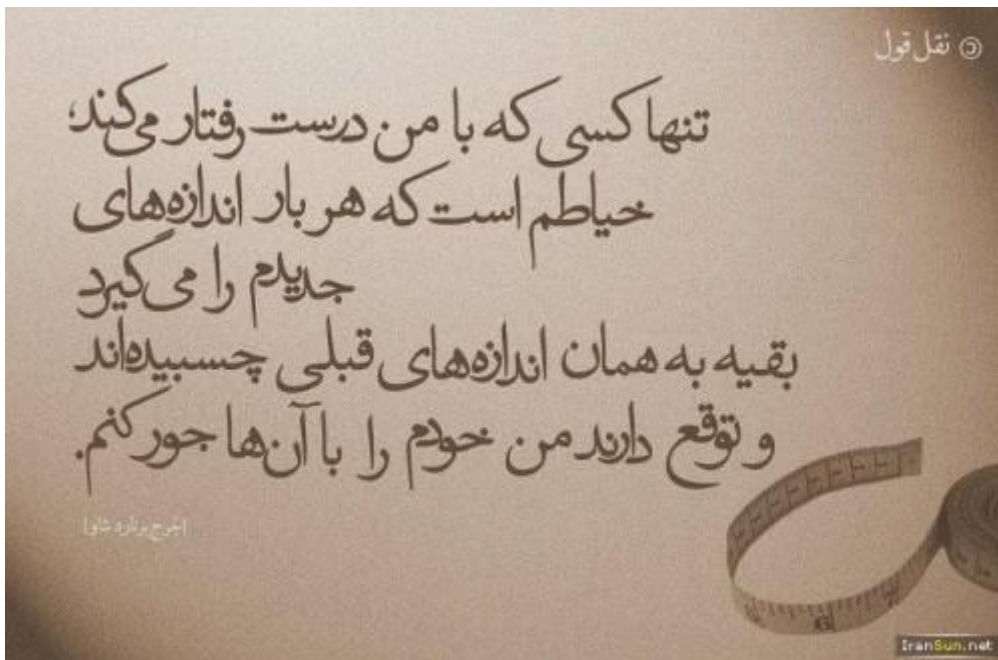 نقل قول
تنها کسی که با من درست رفتار می‌کند؛
خیاطم است که هر بار اندازه‌های
جدیدم را می‌گیرد
بقیه به همان اندازه‌های قبلی چسبیده‌اند
و توقع دارند من خودم را با آن‌ها جور کنم.
(جرج برنارد شاو)
IranSun.net